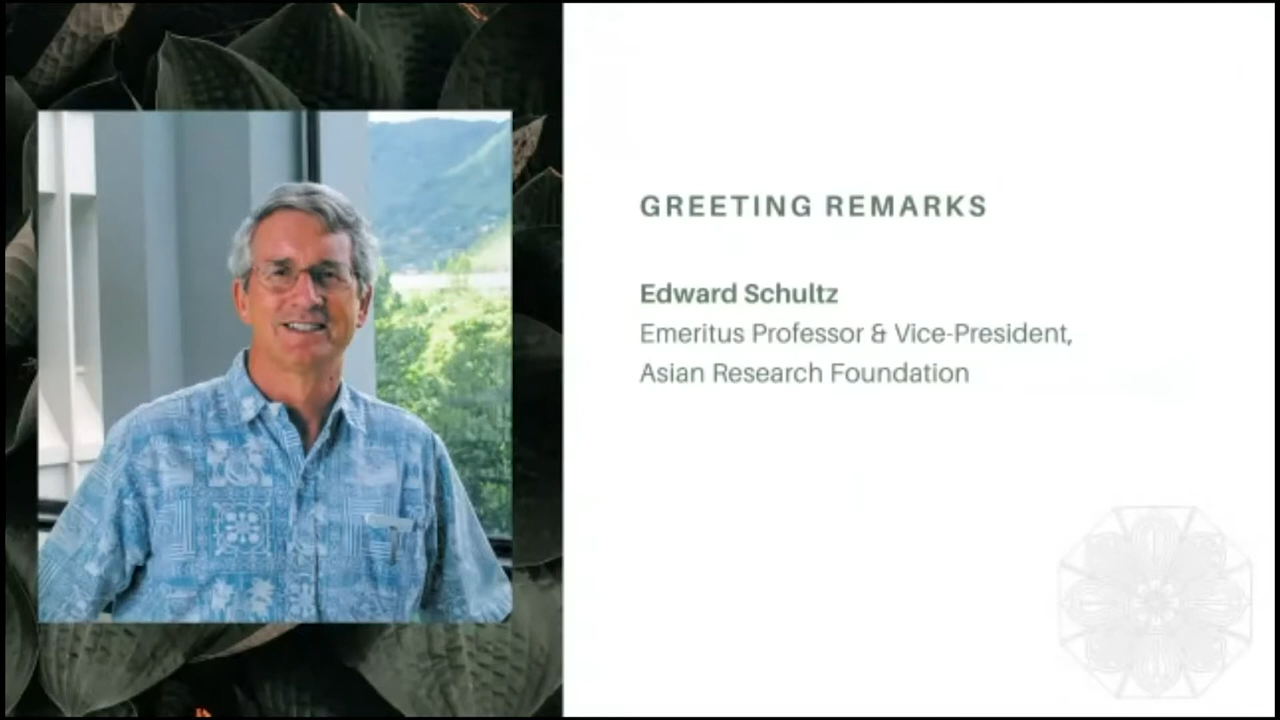 GREETING REMARKS
Edward Schultz
Emeritus Professor & Vice-President,
Asian Research Foundation